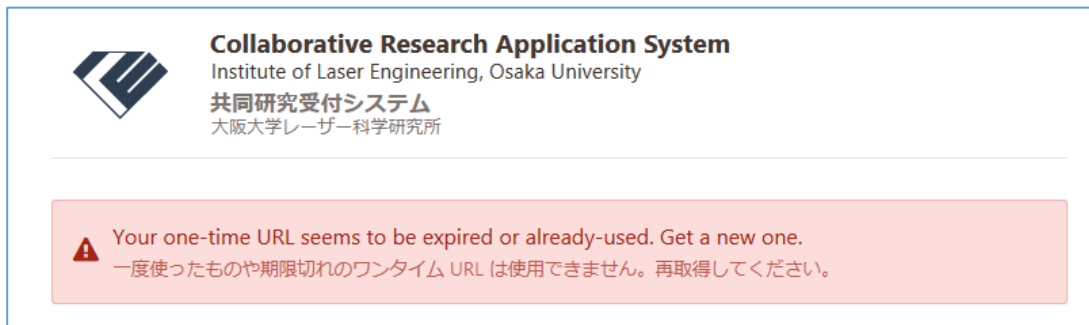 Collaborative Research Application System
Institute of Laser Engineering, Osaka University
共同研究受付システム
大阪大学レーザー科学研究所
Your one-time URL seems to be expired or already-used. Get a new one.
一度使ったものや期限切れのワンタイム URL は使用できません。再取得してください。